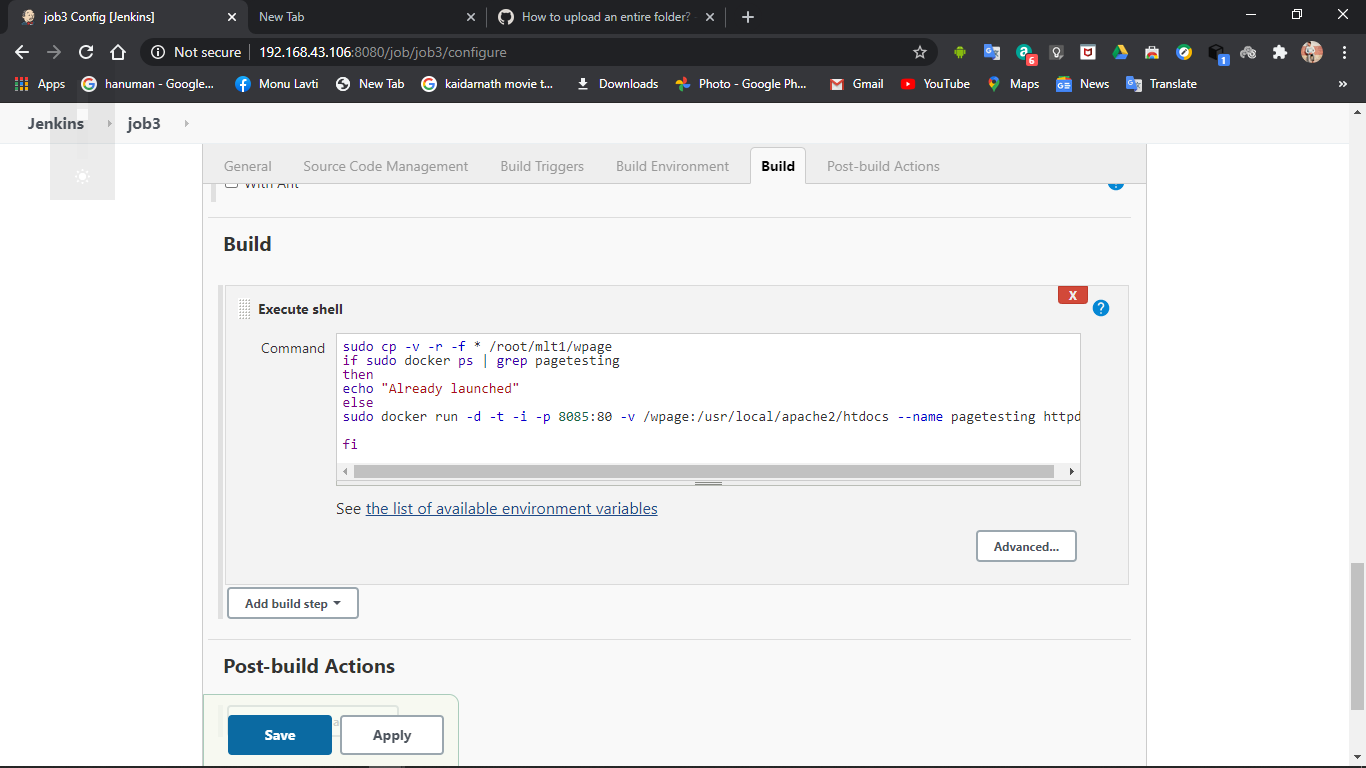 job3 Config [Jenkins]
New Tab
How to upload an entire folder?
Not secure
192.168.43.106:8080/job/job3/configure
6
1
Apps
hanuman - Google...
Monu Lavti
New Tab
kaidarnath movie t...
Downloads
Photo - Google Ph...
Gmail
YouTube
Maps
News
Translate
»
Jenkins
job3
General
Source Code Management
Build Triggers
Build Environment
Build
Post-build Actions
With Ant
Build
Execute shell
X
?
Command
sudo cp -v -r -f * /root/mlt1/wpage
if sudo docker ps | grep pagetesting
then
echo "Already launched"
else
sudo docker run -d -t -i -p 8085:80 -v /wpage:/usr/local/apache2/htdocs --name pagetesting httpd
fi
See the list of available environment variables
Advanced...
Add build step
Post-build Actions
Save
Apply